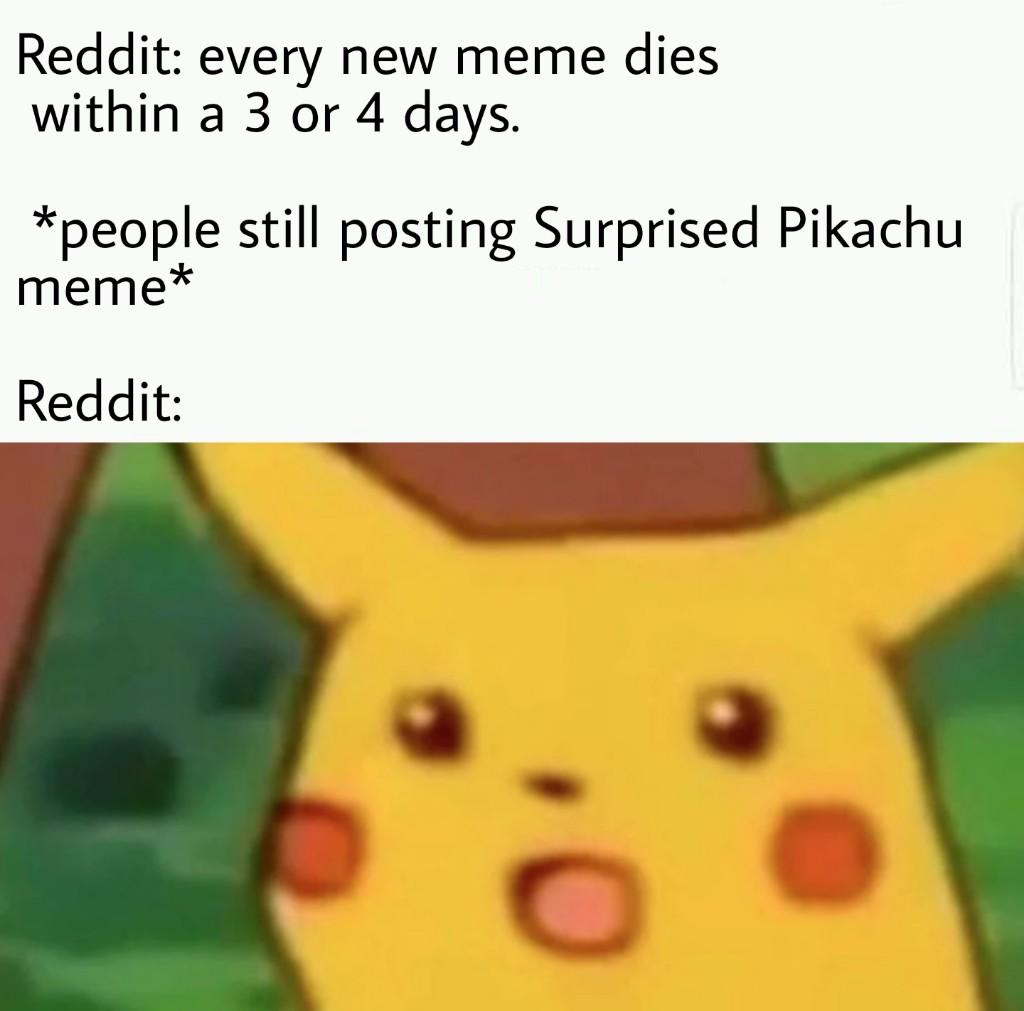 Reddit: every new meme dies
within a 3 or 4 days.
*people still posting Surprised Pikachu
meme*
Reddit: